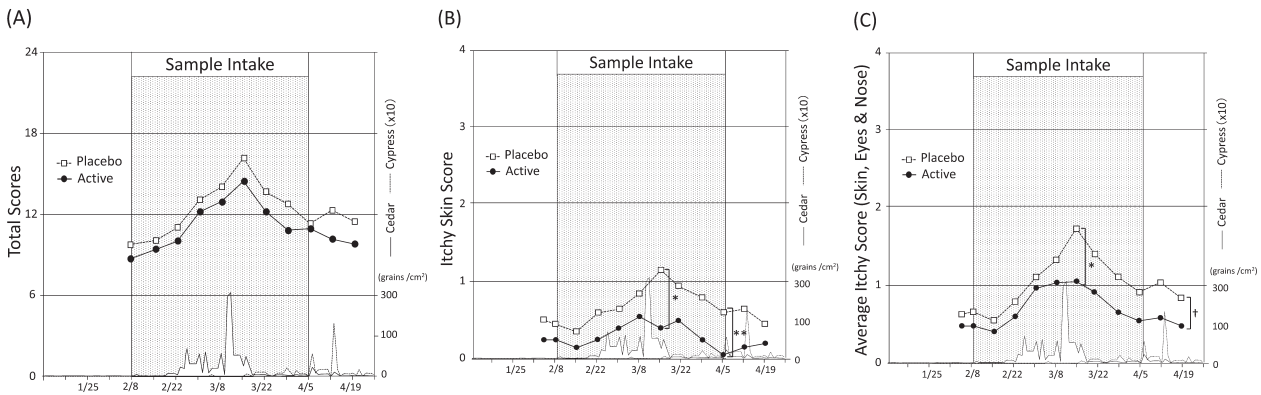 (A)
24
18
12
6
0
Total Scores
Sample Intake
Placebo
Active
Cedar Cypress (x10)
(grains /cm²)
300
100
0
1/25 2/8 2/22 3/8 3/22 4/5 4/19
(B)
4
3
2
1
0
Itchy Skin Score
Sample Intake
Placebo
Active
*
**
Cedar Cypress (x10)
(grains /cm²)
300
100
0
1/25 2/8 2/22 3/8 3/22 4/5 4/19
(C)
4
3
2
1
0
Average Itchy Score (Skin, Eyes & Nose)
Sample Intake
Placebo
Active
*
†
Cedar Cypress (x10)
(grains /cm²)
300
100
0
1/25 2/8 2/22 3/8 3/22 4/5 4/19